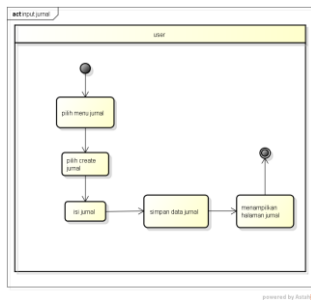 act input jurnal
user
pilih menu jurnal
pilih create
jurnal
isi jurnal
simpan data jurnal
menampilkan
halaman jurnal
powered by Astah